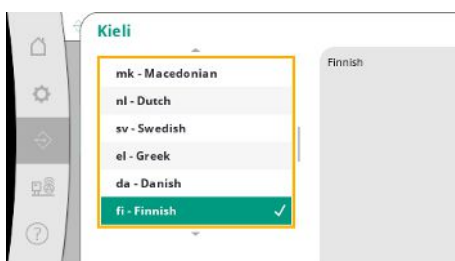 Kieli
mk - Macedonian
nl - Dutch
sv - Swedish
el - Greek
da - Danish
fi - Finnish
Finnish
?